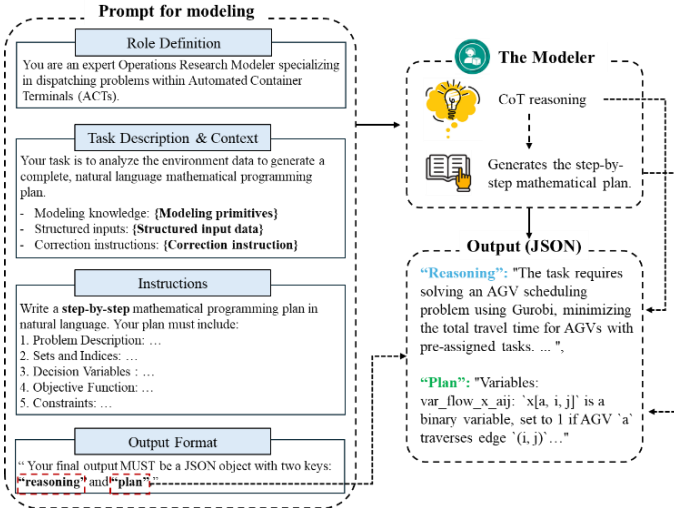 Prompt for modeling
Role Definition
You are an expert Operations Research Modeler specializing
in dispatching problems within Automated Container
Terminals (ACTs).
Task Description & Context
Your task is to analyze the environment data to generate a
complete, natural language mathematical programming
plan.
- Modeling knowledge: {Modeling primitives}
- Structured inputs: {Structured input data}
- Correction instructions: {Correction instruction}
Instructions
Write a step-by-step mathematical programming plan in
natural language. Your plan must include:
1. Problem Description: …
2. Sets and Indices: …
3. Decision Variables : …
4. Objective Function: …
5. Constraints: …
Output Format
“ Your final output MUST be a JSON object with two keys:
“reasoning” and “plan”.”
The Modeler
CoT reasoning
Generates the step-by-
step mathematical plan.
Output (JSON)
“Reasoning”: "The task requires
solving an AGV scheduling
problem using Gurobi, minimizing
the total travel time for AGVs with
pre-assigned tasks. ... ",
“Plan”: "Variables:
var_flow_x_aij: `x[a, i, j]` is a
binary variable, set to 1 if AGV `a`
traverses edge `(i, j)`…"